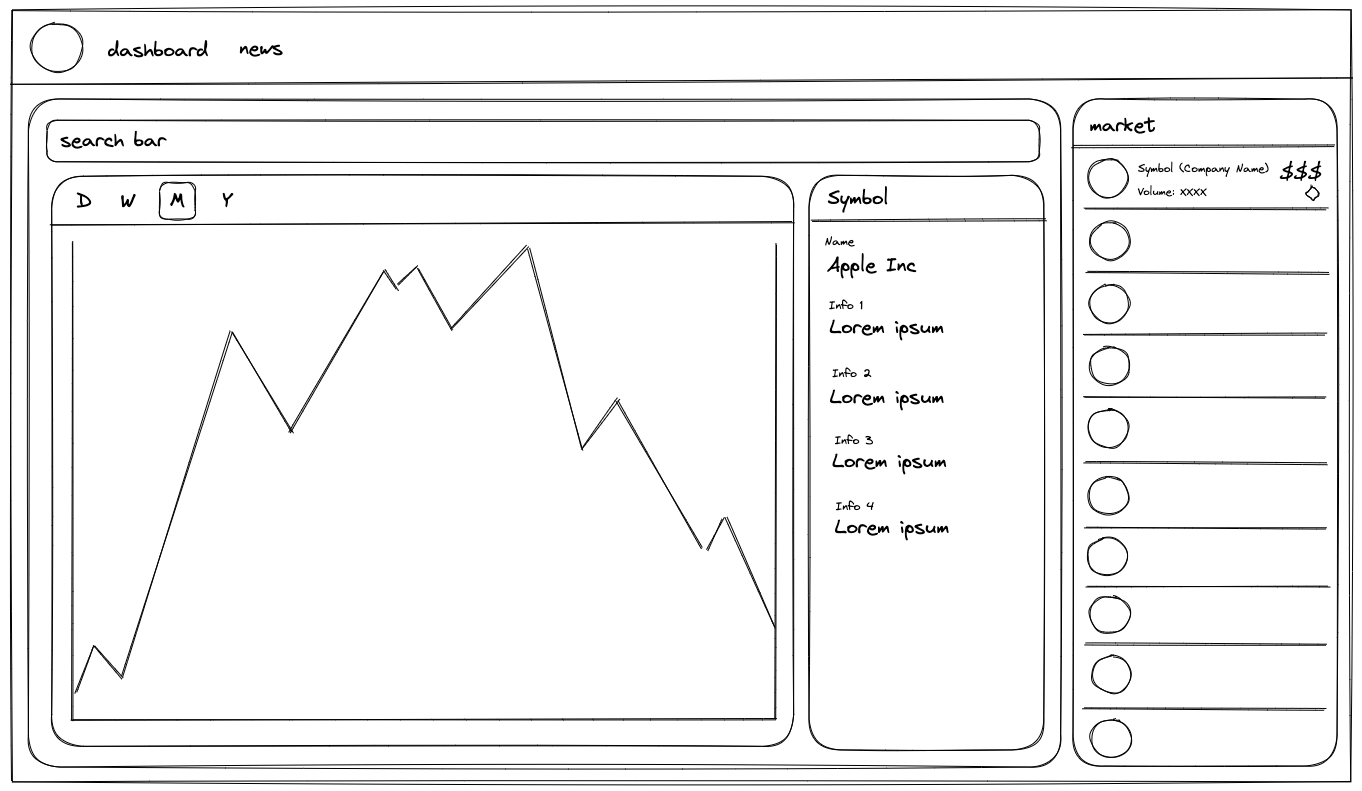 dashboard news
search bar
D W M Y
Symbol
Name
Apple Inc
Info 1
Lorem ipsum
Info 2
Lorem ipsum
Info 3
Lorem ipsum
Info 4
Lorem ipsum
market
Symbol (Company Name) $$$
Volume: XXXX